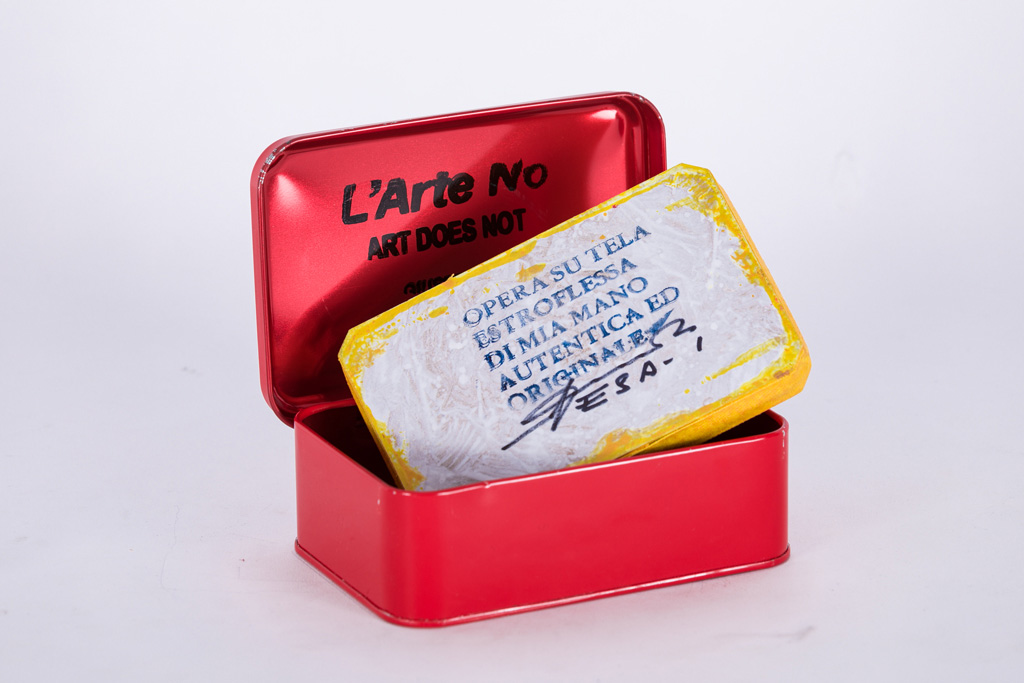 L'Arte No
ART DOES NOT
OPERA SU TELA
ESTROFLESSA
DI MIA MANO
AUTENTICA ED
ORIGINALE